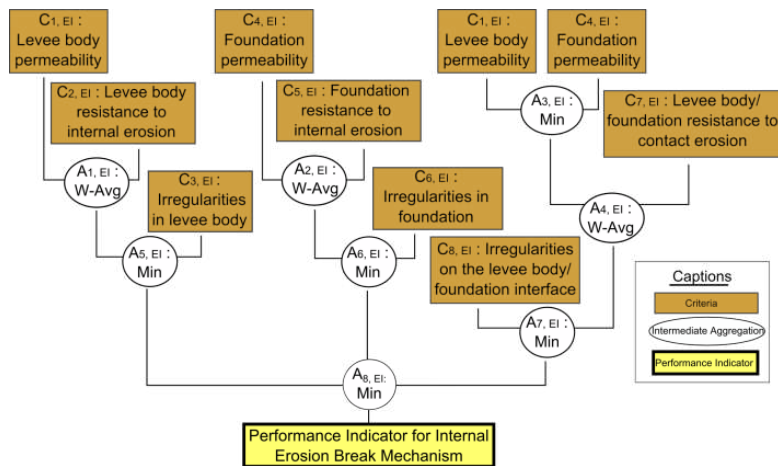 C1, EI :
Levee body
permeability
C4, EI :
Foundation
permeability
C1, EI :
Levee body
permeability
C4, EI :
Foundation
permeability
C2, EI : Levee body
resistance to
internal erosion
C5, EI : Foundation
resistance to
internal erosion
A3, EI :
Min
C7, EI : Levee body/
foundation resistance to
contact erosion
A1, EI :
W-Avg
C3, EI :
Irregularities
in levee body
A2, EI :
W-Avg
C6, EI :
Irregularities in
foundation
A4, EI :
W-Avg
A5, EI :
Min
A6, EI :
Min
C8, EI : Irregularities
on the levee body/
foundation interface
A7, EI :
Min
Captions
Criteria
Intermediate Aggregation
Performance Indicator
A8, EI:
Min
Performance Indicator for Internal
Erosion Break Mechanism